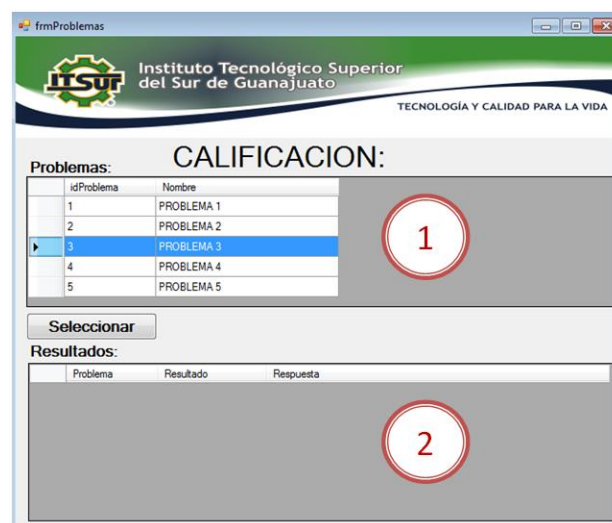 frmProblemas
ITSUR
Instituto Tecnológico Superior
del Sur de Guanajuato
TECNOLOGÍA Y CALIDAD PARA LA VIDA
CALIFICACION:
Problemas:
idProblema Nombre
1 PROBLEMA 1
2 PROBLEMA 2
3 PROBLEMA 3
4 PROBLEMA 4
5 PROBLEMA 5
1
Seleccionar
Resultados:
Problema Resultado Respuesta
2